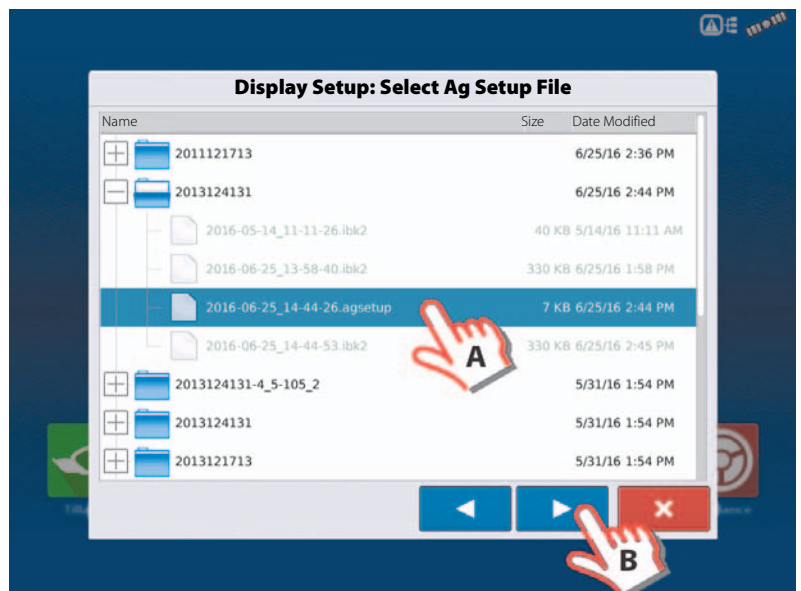 Display Setup: Select Ag Setup File
Name Size Date Modified
2011121713 6/25/16 2:36 PM
2013124131 6/25/16 2:44 PM
2016-05-14_11-11-26.ibk2 40 KB 5/14/16 11:11 AM
2016-06-25_13-58-40.ibk2 330 KB 6/25/16 1:58 PM
2016-06-25_14-44-26.agsetup 7 KB 6/25/16 2:44 PM
2016-06-25_14-44-53.ibk2 330 KB 6/25/16 2:45 PM
A
2013124131-4_5-105_2 5/31/16 1:54 PM
2013124131 5/31/16 1:54 PM
2013121713 5/31/16 1:54 PM
B